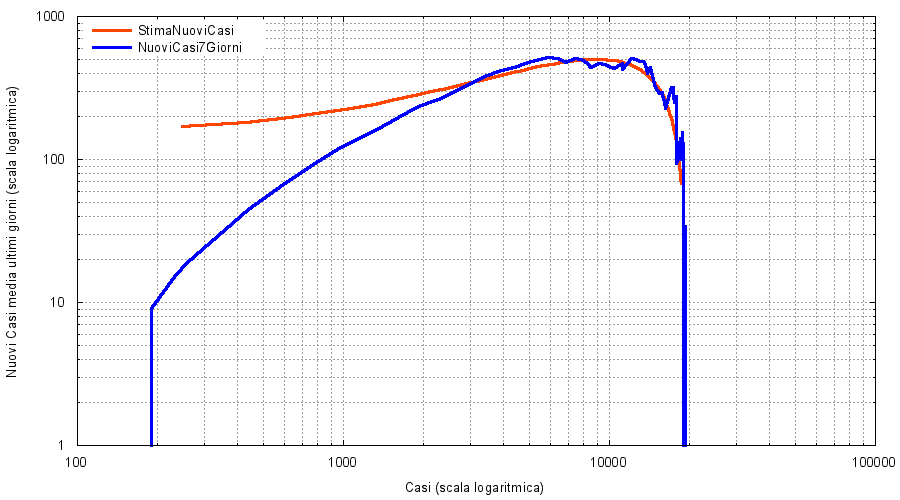 1000
StimaNuoviCasi
NuoviCasi7Giorni
100
10
1
100
1000
10000
100000
Nuovi Casi media ultimi giorni (scala logaritmica)
Casi (scala logaritmica)